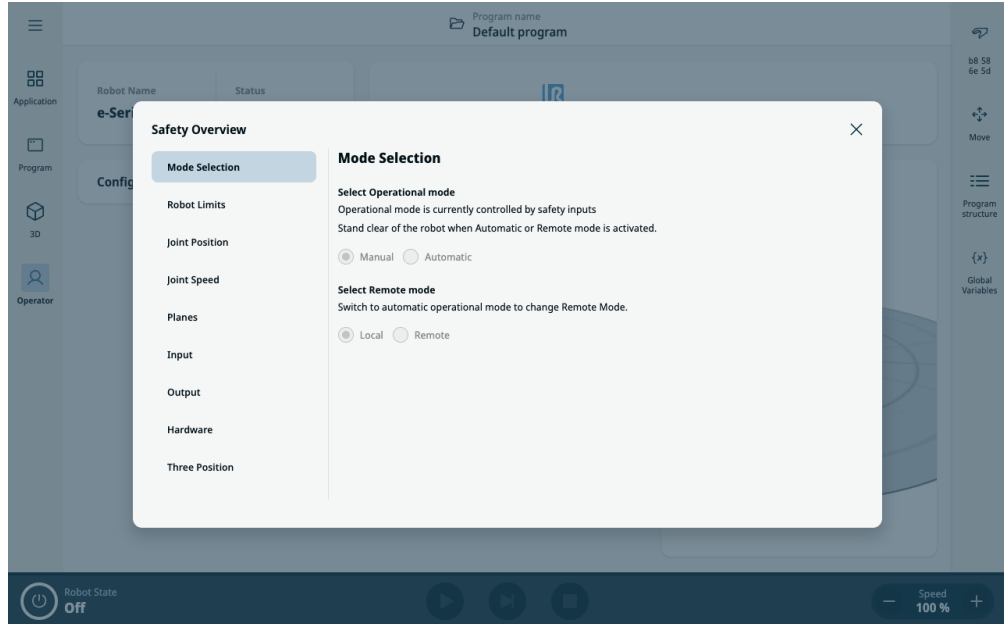 Program name
Default program
Application
Program
3D
Operator
Robot Name
Status
e-Seri
Config
Safety Overview
Mode Selection
Robot Limits
Joint Position
Joint Speed
Planes
Input
Output
Hardware
Three Position
Mode Selection
Select Operational mode
Operational mode is currently controlled by safety inputs
Stand clear of the robot when Automatic or Remote mode is activated.
Manual Automatic
Select Remote mode
Switch to automatic operational mode to change Remote Mode.
Local Remote
b8 58
6e 5d
Move
Program
structure
{x}
Global
Variables
Robot State
Off
Speed
100 %